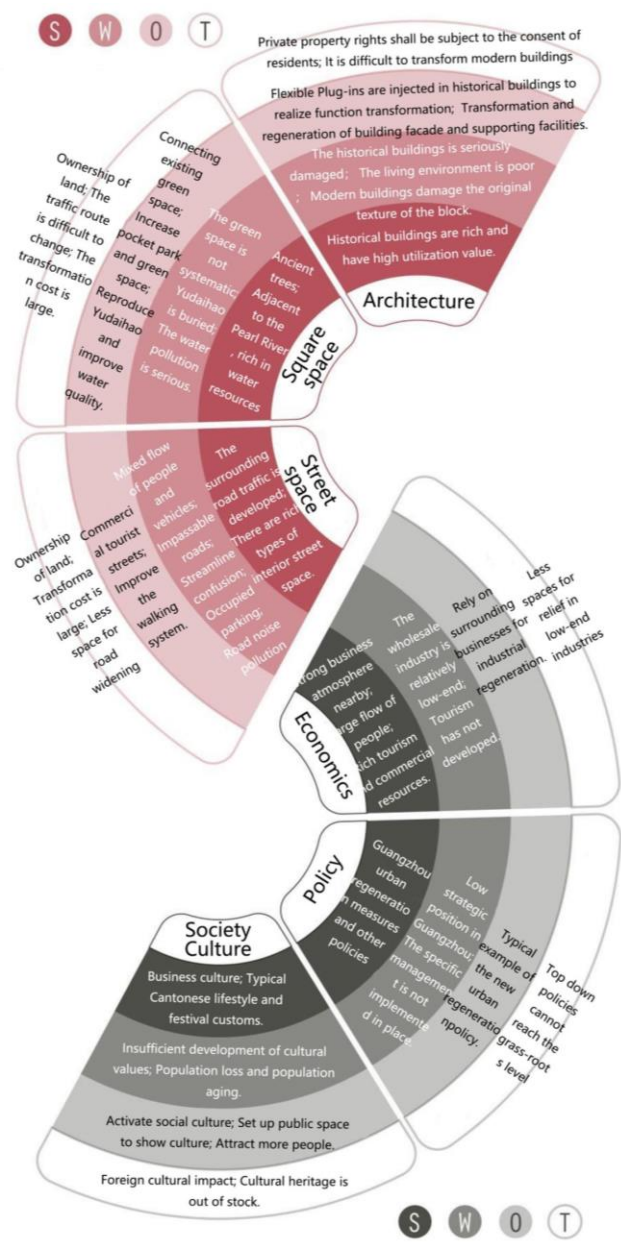 S W O T
Private property rights shall be subject to the consent of
residents; It is difficult to transform modern buildings
Flexible Plug-ins are injected in historical buildings to
realize function transformation; Transformation and
regeneration of building facade and supporting facilities.
The historical buildings is seriously
damaged; The living environment is poor
; Modern buildings damage the original
texture of the block.
Historical buildings are rich and
have high utilization value.
Architecture
Ownership of
land; The
traffic route
is difficult to
change; The
transformatio
n cost is
large.
Connecting
existing
green
space;
Increase
pocket park
and green
space;
Reproduce
Yudaihao
and
improve
water
quality.
The green
space is
not
systematic;
Yudaihao
is buried;
The water
pollution
is serious.
Ancient
trees;
Adjacent
to the
Pearl River
, rich in
water
resources
Square
space
Ownership
of land;
Transforma
tion cost is
large; Less
space for
road
widening
Commerci
al tourist
streets;
Improve
the
walking
system.
Mixed flow
of people
and
vehicles;
Impassable
roads;
Streamline
confusion;
Occupied
parking;
Road noise
pollution
The
surrounding
road traffic is
developed;
There are rich
types of
interior street
space.
Street
space
Less
spaces for
relief in
low-end
industries
Rely on
surrounding
businesses for
industrial
regeneration.
The
wholesale
industry is
relatively
low-end;
Tourism
has not
developed.
trong business
atmosphere
nearby;
arge flow of
people;
ich tourism
d commercial
resources.
Economics
Policy
Guangzhou
urban
regeneratio
n measures
and other
policies
Low
strategic
position in
Guangzhou;
The specific
managemen
t is not
implemente
d in place.
Typical
example of
the new
urban
regeneratio
npolicy.
Top down
policies
cannot
reach the
grass-root
s level
Society
Culture
Business culture; Typical
Cantonese lifestyle and
festival customs.
Insufficient development of cultural
values; Population loss and population
aging.
Activate social culture; Set up public space
to show culture; Attract more people.
Foreign cultural impact; Cultural heritage is
out of stock.
S W O T